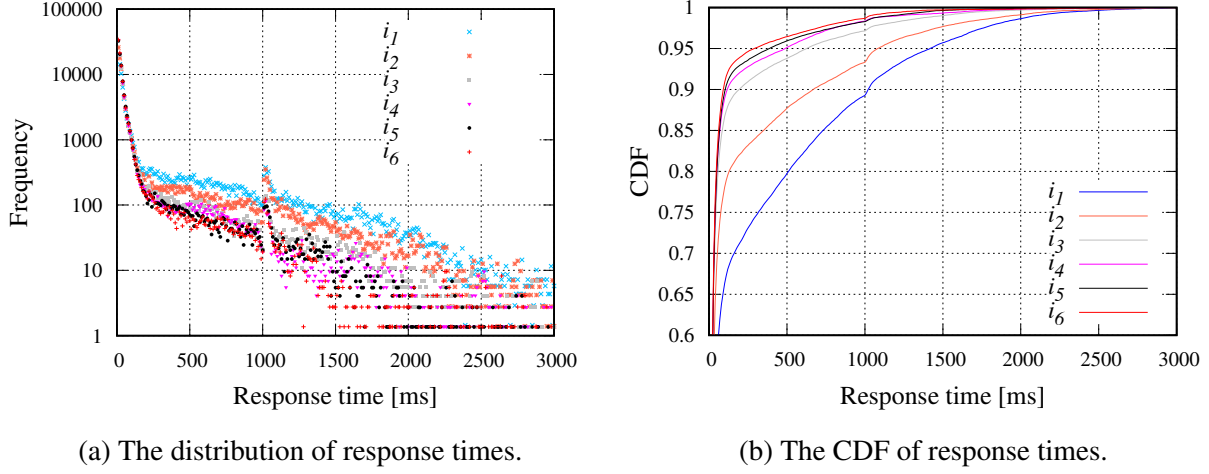 100000
10000
1000
100
10
1
0 500 1000 1500 2000 2500 3000
Frequency
Response time [ms]
i1
i2
i3
i4
i5
i6
(a) The distribution of response times.
1
0.95
0.9
0.85
0.8
0.75
0.7
0.65
0.6
0 500 1000 1500 2000 2500 3000
CDF
Response time [ms]
i1
i2
i3
i4
i5
i6
(b) The CDF of response times.